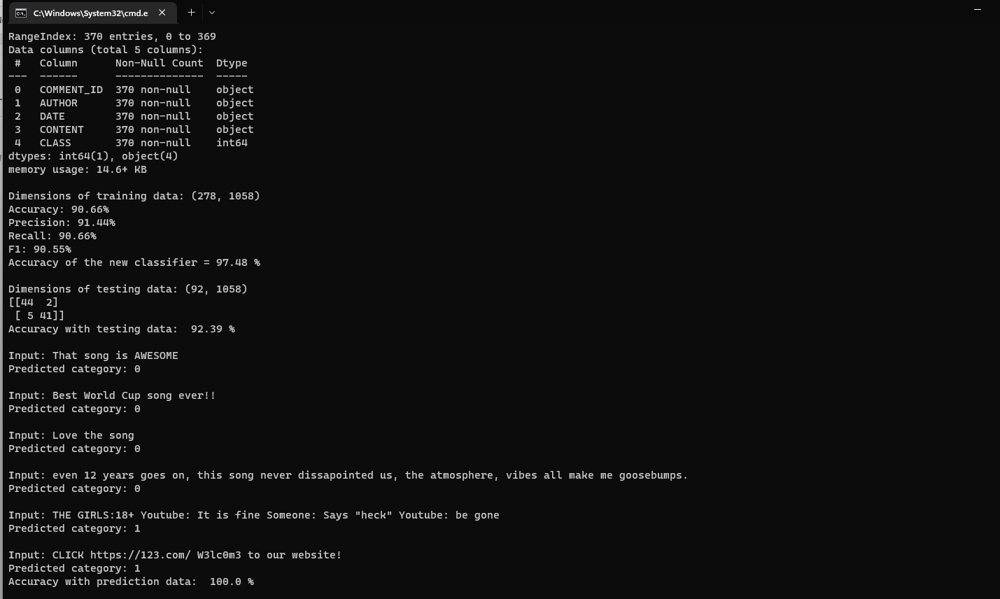 C:\Windows\System32\cmd.e
RangeIndex: 370 entries, 0 to 369
Data columns (total 5 columns):
 #   Column      Non-Null Count  Dtype
---  ------      --------------  -----
 0   COMMENT_ID  370 non-null    object
 1   AUTHOR      370 non-null    object
 2   DATE        370 non-null    object
 3   CONTENT     370 non-null    object
 4   CLASS       370 non-null    int64
dtypes: int64(1), object(4)
memory usage: 14.6+ KB
Dimensions of training data: (278, 1058)
Accuracy: 90.66%
Precision: 91.44%
Recall: 90.66%
F1: 90.55%
Accuracy of the new classifier = 97.48 %
Dimensions of testing data: (92, 1058)
[[44  2]
 [ 5 41]]
Accuracy with testing data:  92.39 %
Input: That song is AWESOME
Predicted category: 0
Input: Best World Cup song ever!!
Predicted category: 0
Input: Love the song
Predicted category: 0
Input: even 12 years goes on, this song never dissapointed us, the atmosphere, vibes all make me goosebumps.
Predicted category: 0
Input: THE GIRLS:18+ Youtube: It is fine Someone: Says "heck" Youtube: be gone
Predicted category: 1
Input: CLICK https://123.com/ W3lc0m3 to our website!
Predicted category: 1
Accuracy with prediction data:  100.0 %